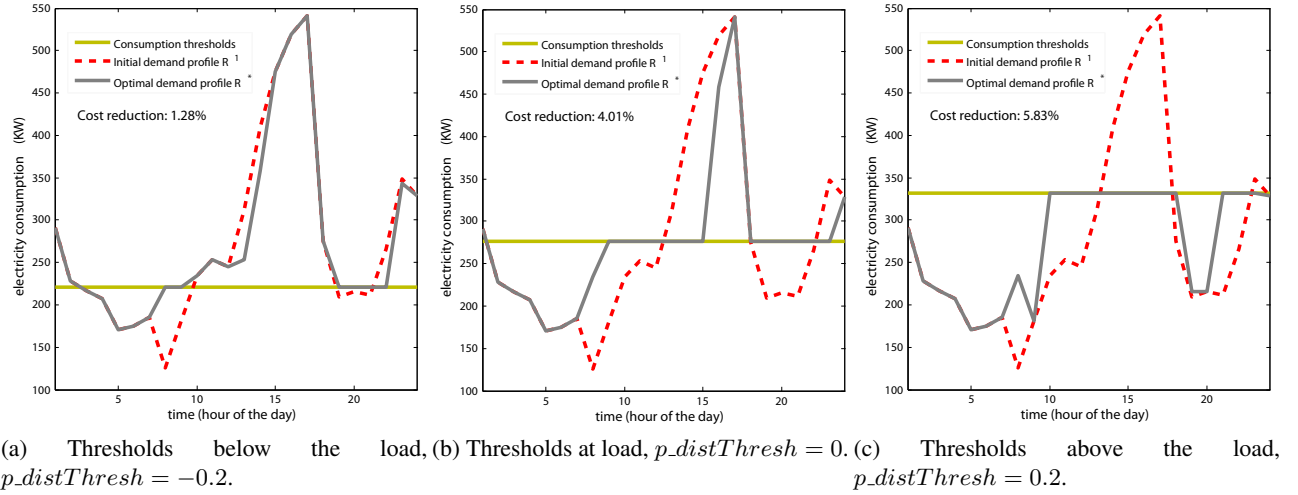 550
500
450
400
350
300
250
200
150
100
electricity consumption (KW)
Consumption thresholds
Initial demand profile R 1
Optimal demand profile R *
Cost reduction: 1.28%
5 10 15 20
time (hour of the day)
550
500
450
400
350
300
250
200
150
100
electricity consumption (KW)
Consumption thresholds
Initial demand profile R 1
Optimal demand profile R *
Cost reduction: 4.01%
5 10 15 20
time (hour of the day)
550
500
450
400
350
300
250
200
150
100
electricity consumption (KW)
Consumption thresholds
Initial demand profile R 1
Optimal demand profile R *
Cost reduction: 5.83%
5 10 15 20
time (hour of the day)
(a) Thresholds below the load,
p_distThresh = −0.2.
(b) Thresholds at load, p_distThresh = 0.
(c) Thresholds above the load,
p_distThresh = 0.2.